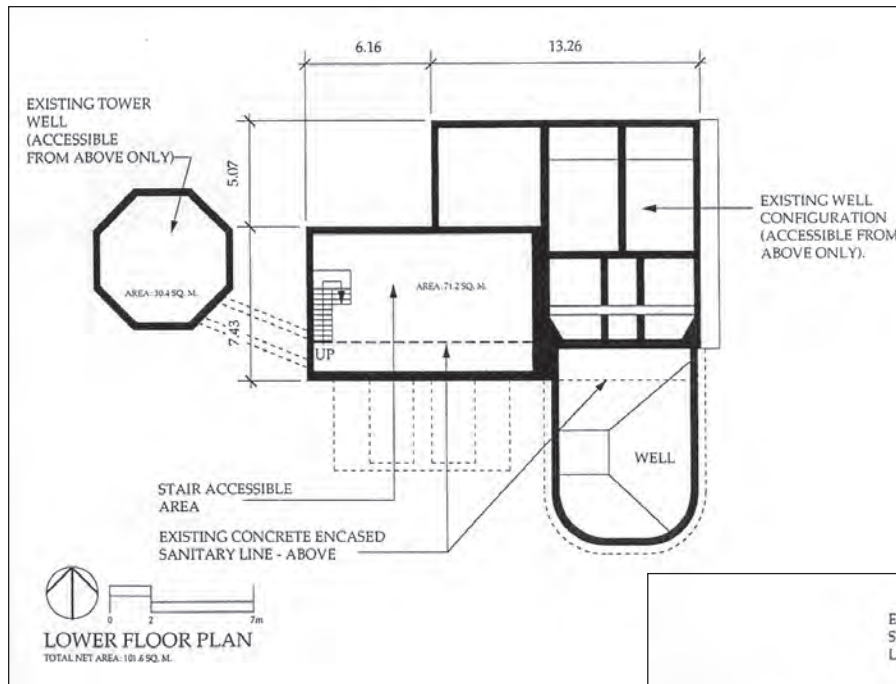 6.16
13.26
EXISTING TOWER
WELL
(ACCESSIBLE
FROM ABOVE ONLY)
5.07
EXISTING WELL
CONFIGURATION
(ACCESSIBLE FROM
ABOVE ONLY).
AREA: 30.4 SQ. M.
AREA: 71.2 SQ. M.
7.43
UP
WELL
STAIR ACCESSIBLE
AREA
EXISTING CONCRETE ENCASED
SANITARY LINE - ABOVE
0 2 7m
LOWER FLOOR PLAN
TOTAL NET AREA: 101.6 SQ. M.
E
S
L